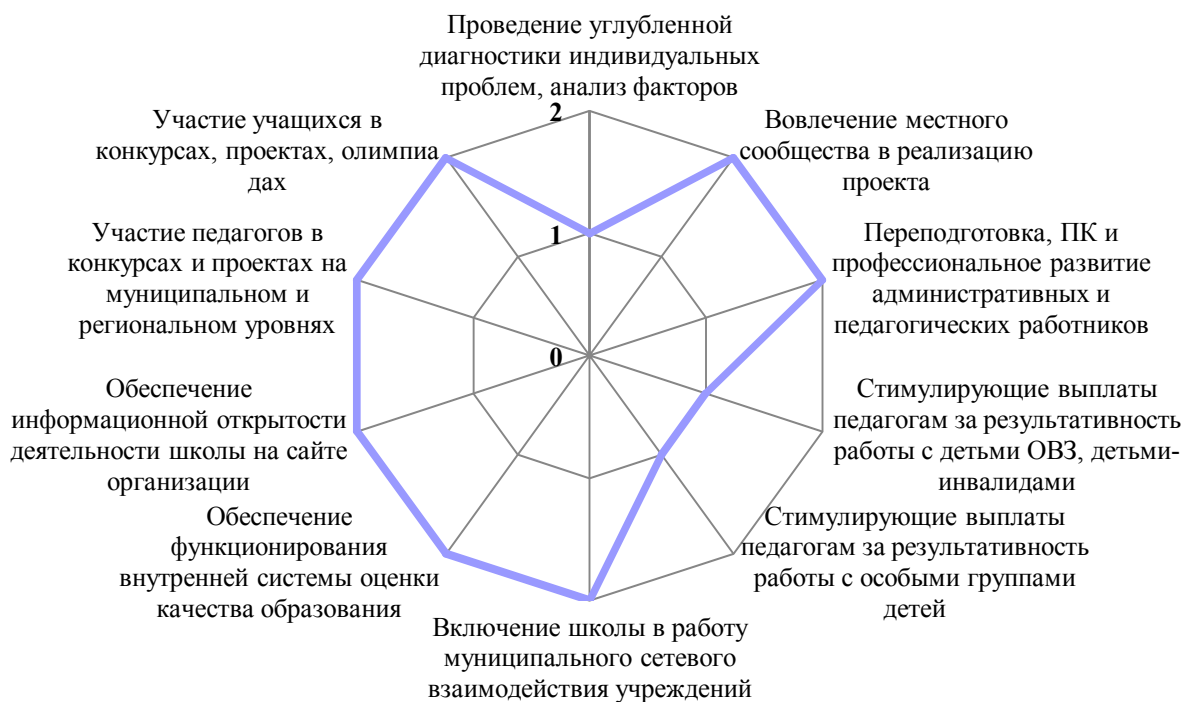 Проведение углубленной
диагностики индивидуальных
проблем, анализ факторов
2
1
0
Вовлечение местного
сообщества в реализацию
проекта
Переподготовка, ПК и
профессиональное развитие
административных и
педагогических работников
Стимулирующие выплаты
педагогам за результативность
работы с детьми ОВЗ, детьми-
инвалидами
Стимулирующие выплаты
педагогам за результативность
работы с особыми группами
детей
Включение школы в работу
муниципального сетевого
взаимодействия учреждений
Обеспечение
функционирования
внутренней системы оценки
качества образования
Обеспечение
информационной открытости
деятельности школы на сайте
организации
Участие педагогов в
конкурсах и проектах на
муниципальном и
региональном уровнях
Участие учащихся в
конкурсах, проектах, олимпиа
дах